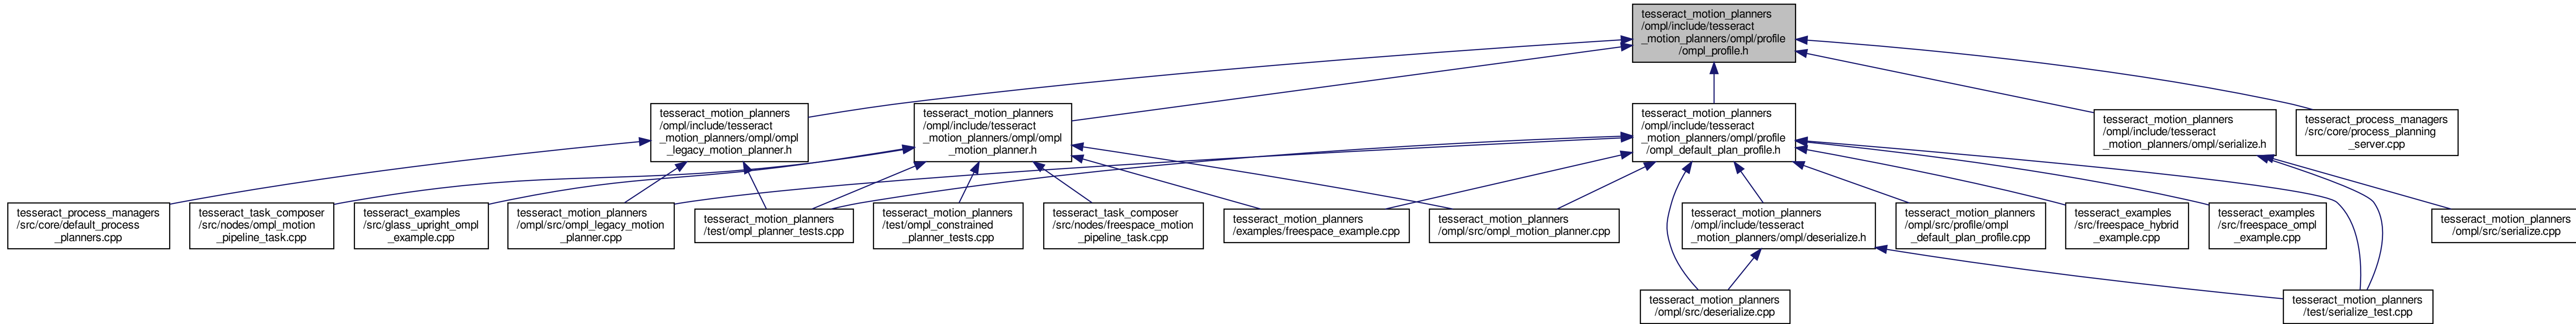 tesseract_motion_planners
/ompl/include/tesseract
_motion_planners/ompl/profile
/ompl_profile.h
tesseract_motion_planners
/ompl/include/tesseract
_motion_planners/ompl/ompl
_legacy_motion_planner.h
tesseract_motion_planners
/ompl/include/tesseract
_motion_planners/ompl/ompl
_motion_planner.h
tesseract_motion_planners
/ompl/include/tesseract
_motion_planners/ompl/profile
/ompl_default_plan_profile.h
tesseract_motion_planners
/ompl/include/tesseract
_motion_planners/ompl/serialize.h
tesseract_process_managers
/src/core/process_planning
_server.cpp
tesseract_process_managers
/src/core/default_process
_planners.cpp
tesseract_task_composer
/src/nodes/ompl_motion
_pipeline_task.cpp
tesseract_examples
/src/glass_upright_ompl
_example.cpp
tesseract_motion_planners
/ompl/src/ompl_legacy_motion
_planner.cpp
tesseract_motion_planners
/test/ompl_planner_tests.cpp
tesseract_motion_planners
/test/ompl_constrained
_planner_tests.cpp
tesseract_task_composer
/src/nodes/freespace_motion
_pipeline_task.cpp
tesseract_motion_planners
/examples/freespace_example.cpp
tesseract_motion_planners
/ompl/src/ompl_motion_planner.cpp
tesseract_motion_planners
/ompl/include/tesseract
_motion_planners/ompl/deserialize.h
tesseract_motion_planners
/ompl/src/profile/ompl
_default_plan_profile.cpp
tesseract_examples
/src/freespace_hybrid
_example.cpp
tesseract_examples
/src/freespace_ompl
_example.cpp
tesseract_motion_planners
/ompl/src/serialize.cpp
tesseract_motion_planners
/ompl/src/deserialize.cpp
tesseract_motion_planners
/test/serialize_test.cpp